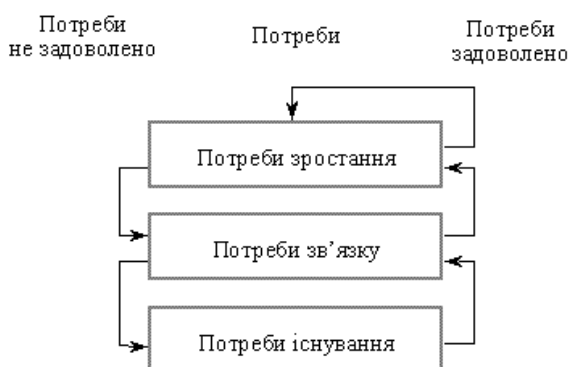 Потреби
не задоволено
Потреби
Потреби
задоволено
Потреби зростання
Потреби зв’язку
Потреби існування